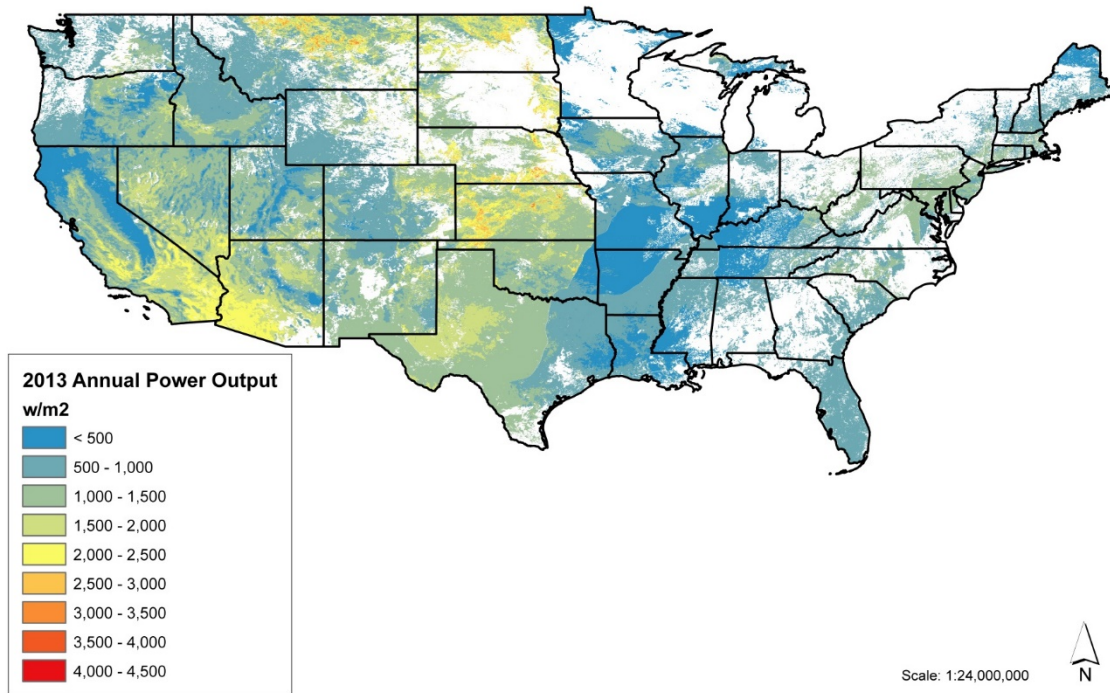 2013 Annual Power Output
w/m2
< 500
500 - 1,000
1,000 - 1,500
1,500 - 2,000
2,000 - 2,500
2,500 - 3,000
3,000 - 3,500
3,500 - 4,000
4,000 - 4,500
Scale: 1:24,000,000
N